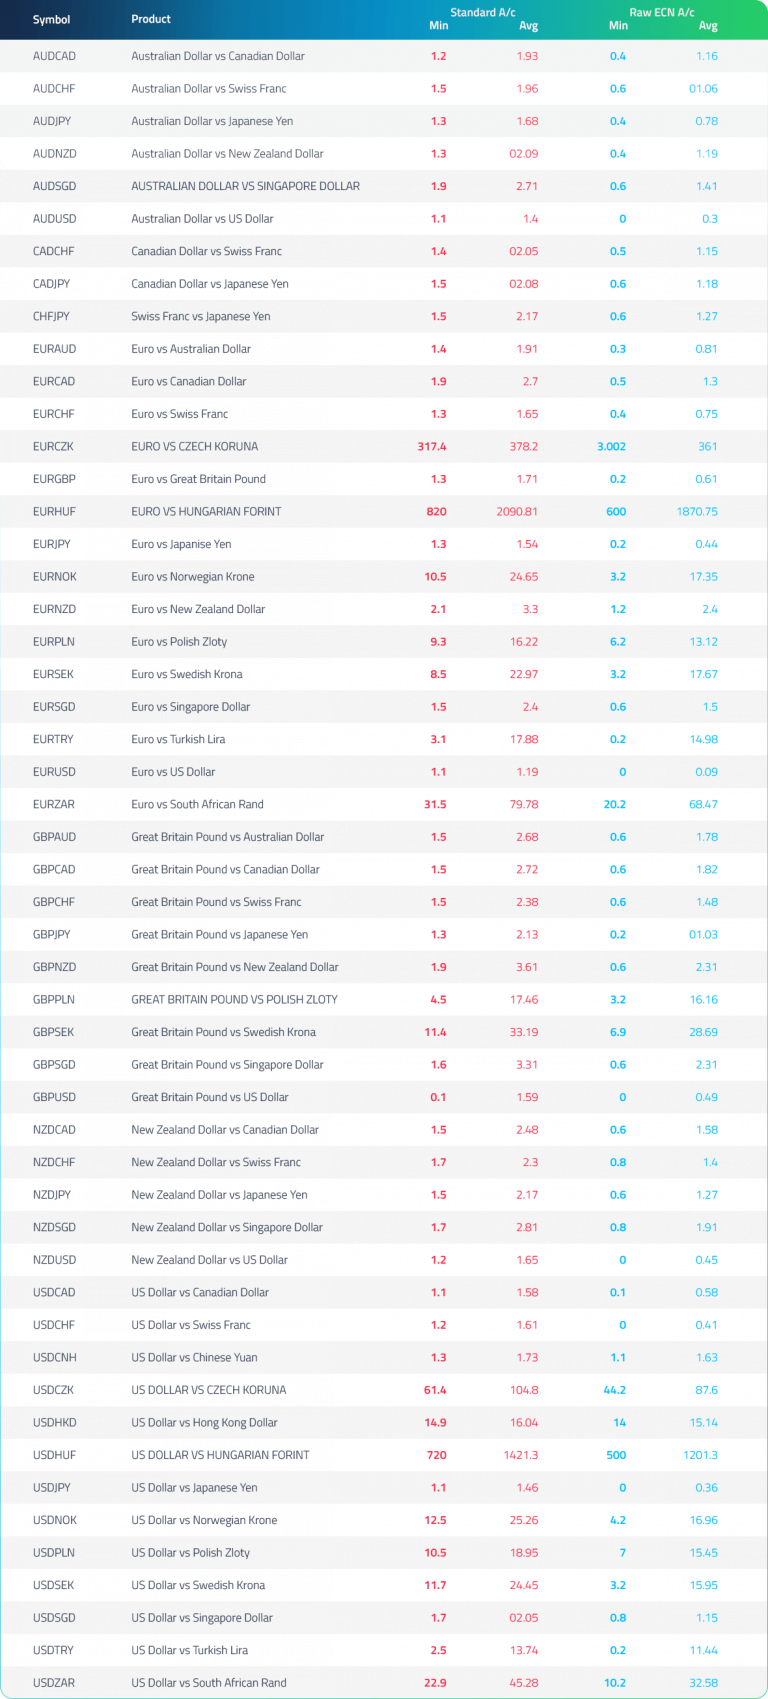 Symbol Product Standard A/c Raw ECN A/c
Min Avg Min Avg
AUDCAD Australian Dollar vs Canadian Dollar 1.2 1.93 0.4 1.16
AUDCHF Australian Dollar vs Swiss Franc 1.5 1.96 0.6 01.06
AUDJPY Australian Dollar vs Japanese Yen 1.3 1.68 0.4 0.78
AUDNZD Australian Dollar vs New Zealand Dollar 1.3 02.09 0.4 1.19
AUDSGD AUSTRALIAN DOLLAR VS SINGAPORE DOLLAR 1.9 2.71 0.6 1.41
AUDUSD Australian Dollar vs US Dollar 1.1 1.4 0 0.3
CADCHF Canadian Dollar vs Swiss Franc 1.4 02.05 0.5 1.15
CADJPY Canadian Dollar vs Japanese Yen 1.5 02.08 0.6 1.18
CHFJPY Swiss Franc vs Japanese Yen 1.5 2.17 0.6 1.27
EURAUD Euro vs Australian Dollar 1.4 1.91 0.3 0.81
EURCAD Euro vs Canadian Dollar 1.9 2.7 0.5 1.3
EURCHF Euro vs Swiss Franc 1.3 1.65 0.4 0.75
EURCZK EURO VS CZECH KORUNA 317.4 378.2 3.002 361
EURGBP Euro vs Great Britain Pound 1.3 1.71 0.2 0.61
EURHUF EURO VS HUNGARIAN FORINT 820 2090.81 600 1870.75
EURJPY Euro vs Japanise Yen 1.3 1.54 0.2 0.44
EURNOK Euro vs Norwegian Krone 10.5 24.65 3.2 17.35
EURNZD Euro vs New Zealand Dollar 2.1 3.3 1.2 2.4
EURPLN Euro vs Polish Zloty 9.3 16.22 6.2 13.12
EURSEK Euro vs Swedish Krona 8.5 22.97 3.2 17.67
EURSGD Euro vs Singapore Dollar 1.5 2.4 0.6 1.5
EURTRY Euro vs Turkish Lira 3.1 17.88 0.2 14.98
EURUSD Euro vs US Dollar 1.1 1.19 0 0.09
EURZAR Euro vs South African Rand 31.5 79.78 20.2 68.47
GBPAUD Great Britain Pound vs Australian Dollar 1.5 2.68 0.6 1.78
GBPCAD Great Britain Pound vs Canadian Dollar 1.5 2.72 0.6 1.82
GBPCHF Great Britain Pound vs Swiss Franc 1.5 2.38 0.6 1.48
GBPJPY Great Britain Pound vs Japanese Yen 1.3 2.13 0.2 01.03
GBPNZD Great Britain Pound vs New Zealand Dollar 1.9 3.61 0.6 2.31
GBPPLN GREAT BRITAIN POUND VS POLISH ZLOTY 4.5 17.46 3.2 16.16
GBPSEK Great Britain Pound vs Swedish Krona 11.4 33.19 6.9 28.69
GBPSGD Great Britain Pound vs Singapore Dollar 1.6 3.31 0.6 2.31
GBPUSD Great Britain Pound vs US Dollar 0.1 1.59 0 0.49
NZDCAD New Zealand Dollar vs Canadian Dollar 1.5 2.48 0.6 1.58
NZDCHF New Zealand Dollar vs Swiss Franc 1.7 2.3 0.8 1.4
NZDJPY New Zealand Dollar vs Japanese Yen 1.5 2.17 0.6 1.27
NZDSGD New Zealand Dollar vs Singapore Dollar 1.7 2.81 0.8 1.91
NZDUSD New Zealand Dollar vs US Dollar 1.2 1.65 0 0.45
USDCAD US Dollar vs Canadian Dollar 1.1 1.58 0.1 0.58
USDCHF US Dollar vs Swiss Franc 1.2 1.61 0 0.41
USDCNH US Dollar vs Chinese Yuan 1.3 1.73 1.1 1.63
USDCZK US DOLLAR VS CZECH KORUNA 61.4 104.8 44.2 87.6
USDHKD US Dollar vs Hong Kong Dollar 14.9 16.04 14 15.14
USDHUF US DOLLAR VS HUNGARIAN FORINT 720 1421.3 500 1201.3
USDJPY US Dollar vs Japanese Yen 1.1 1.46 0 0.36
USDNOK US Dollar vs Norwegian Krone 12.5 25.26 4.2 16.96
USDPLN US Dollar vs Polish Zloty 10.5 18.95 7 15.45
USDSEK US Dollar vs Swedish Krona 11.7 24.45 3.2 15.95
USDSGD US Dollar vs Singapore Dollar 1.7 02.05 0.8 1.15
USDTRY US Dollar vs Turkish Lira 2.5 13.74 0.2 11.44
USDZAR US Dollar vs South African Rand 22.9 45.28 10.2 32.58